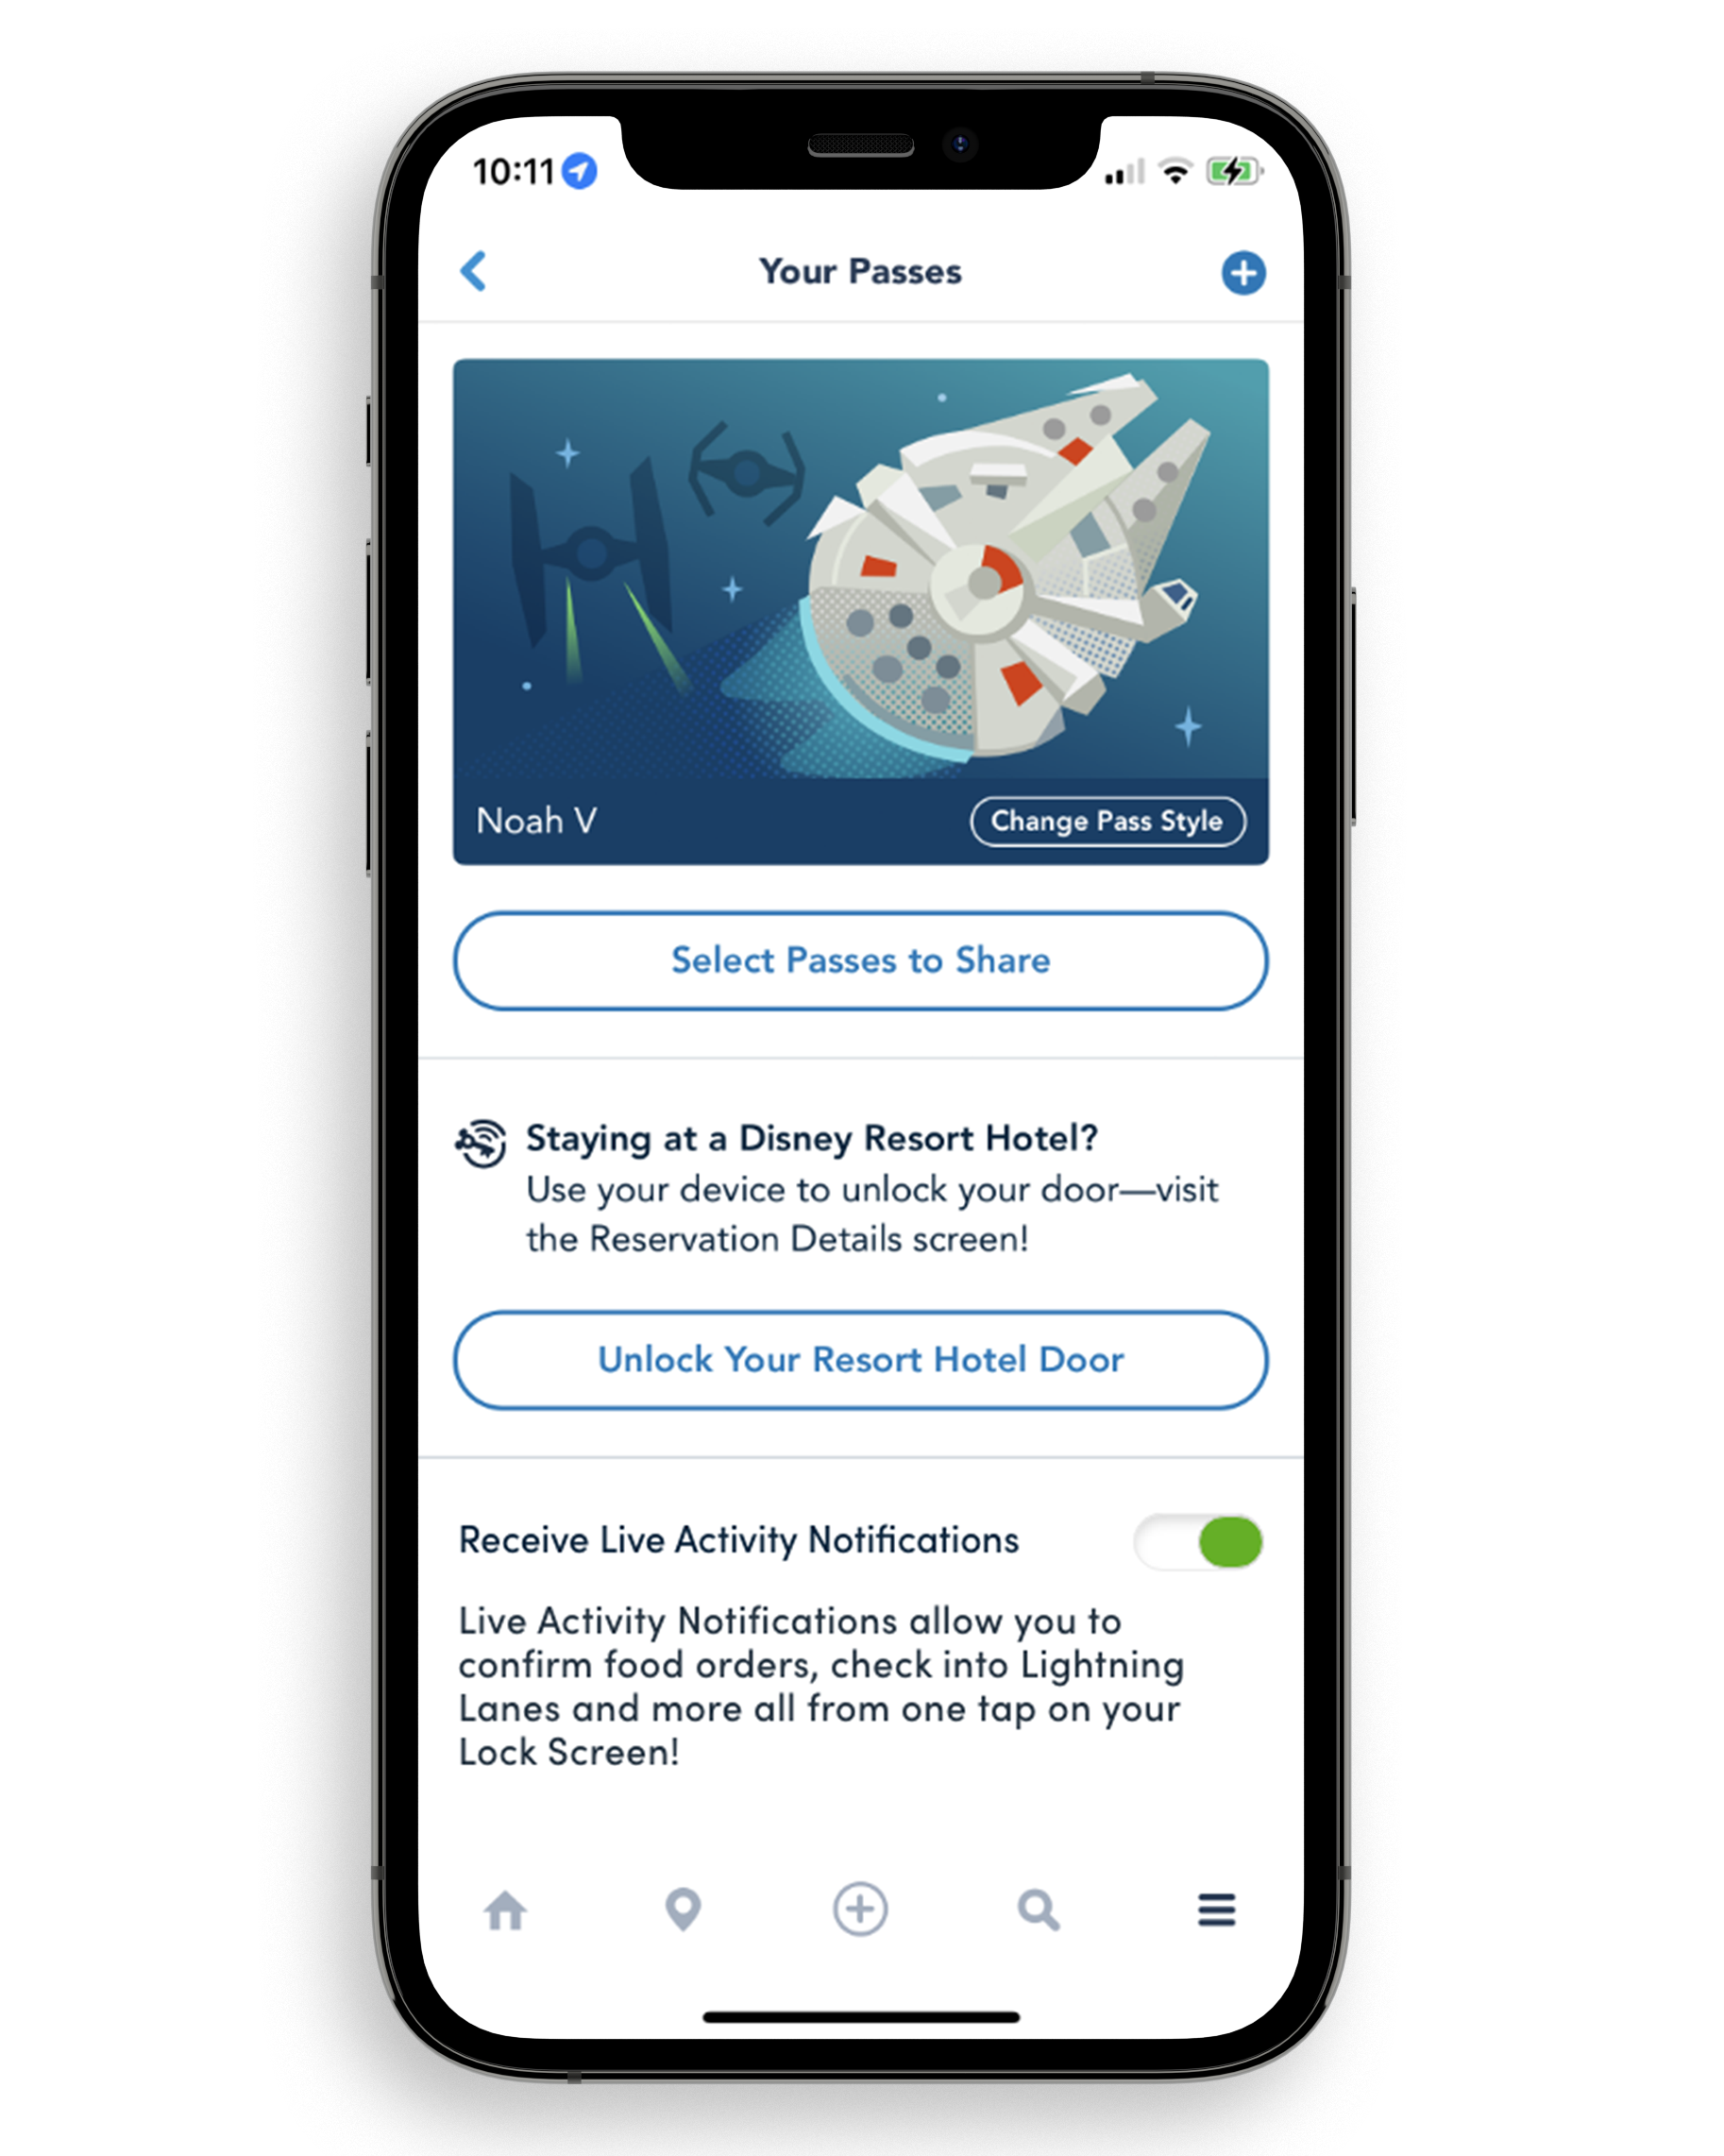 10:11
Your Passes
Noah V
Change Pass Style
Select Passes to Share
Staying at a Disney Resort Hotel?
Use your device to unlock your door—visit
the Reservation Details screen!
Unlock Your Resort Hotel Door
Receive Live Activity Notifications
Live Activity Notifications allow you to
confirm food orders, check into Lightning
Lanes and more all from one tap on your
Lock Screen!